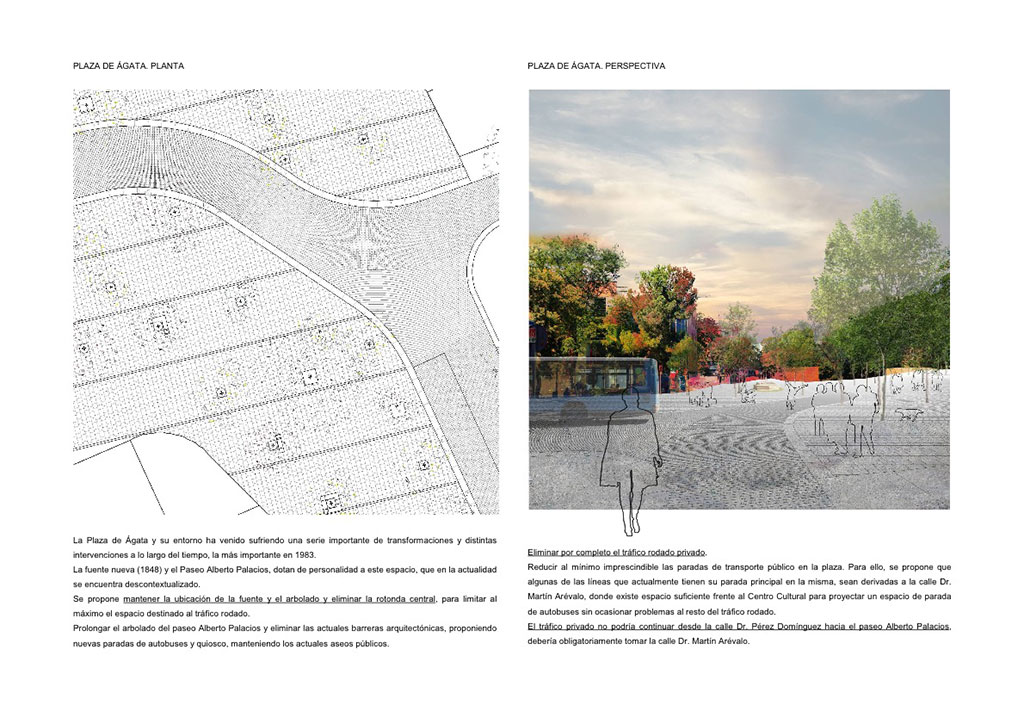 PLAZA DE ÁGATA. PLANTA
La Plaza de Ágata y su entorno ha venido sufriendo una serie importante de transformaciones y distintas
intervenciones a lo largo del tiempo, la más importante en 1983.
La fuente nueva (1848) y el Paseo Alberto Palacios, dotan de personalidad a este espacio, que en la actualidad
se encuentra descontextualizado.
Se propone mantener la ubicación de la fuente y el arbolado y eliminar la rotonda central, para limitar al
máximo el espacio destinado al tráfico rodado.
Prolongar el arbolado del paseo Alberto Palacios y eliminar las actuales barreras arquitectónicas, proponiendo
nuevas paradas de autobuses y quiosco, manteniendo los actuales aseos públicos.
PLAZA DE ÁGATA. PERSPECTIVA
Eliminar por completo el tráfico rodado privado.
Reducir al mínimo imprescindible las paradas de transporte público en la plaza. Para ello, se propone que
algunas de las líneas que actualmente tienen su parada principal en la misma, sean derivadas a la calle Dr.
Martín Arévalo, donde existe espacio suficiente frente al Centro Cultural para proyectar un espacio de parada
de autobuses sin ocasionar problemas al resto del tráfico rodado.
El tráfico privado no podría continuar desde la calle Dr. Pérez Domínguez hacia el paseo Alberto Palacios,
debería obligatoriamente tomar la calle Dr. Martín Arévalo.